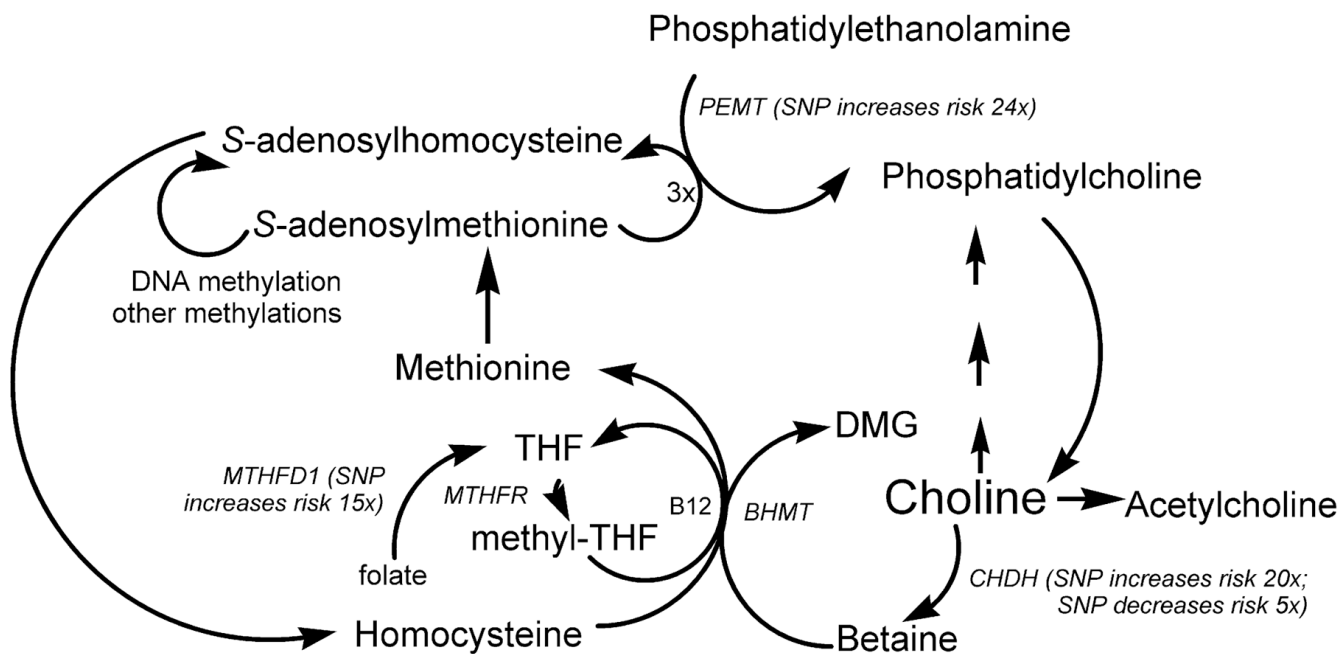 Phosphatidylethanolamine
PEMT (SNP increases risk 24x)
S-adenosylhomocysteine
Phosphatidylcholine
3x
S-adenosylmethionine
DNA methylation
other methylations
Methionine
DMG
THF
MTHFD1 (SNP
increases risk 15x)
MTHFR
B12
BHMT
Choline
Acetylcholine
methyl-THF
folate
CHDH (SNP increases risk 20x;
SNP decreases risk 5x)
Homocysteine
Betaine